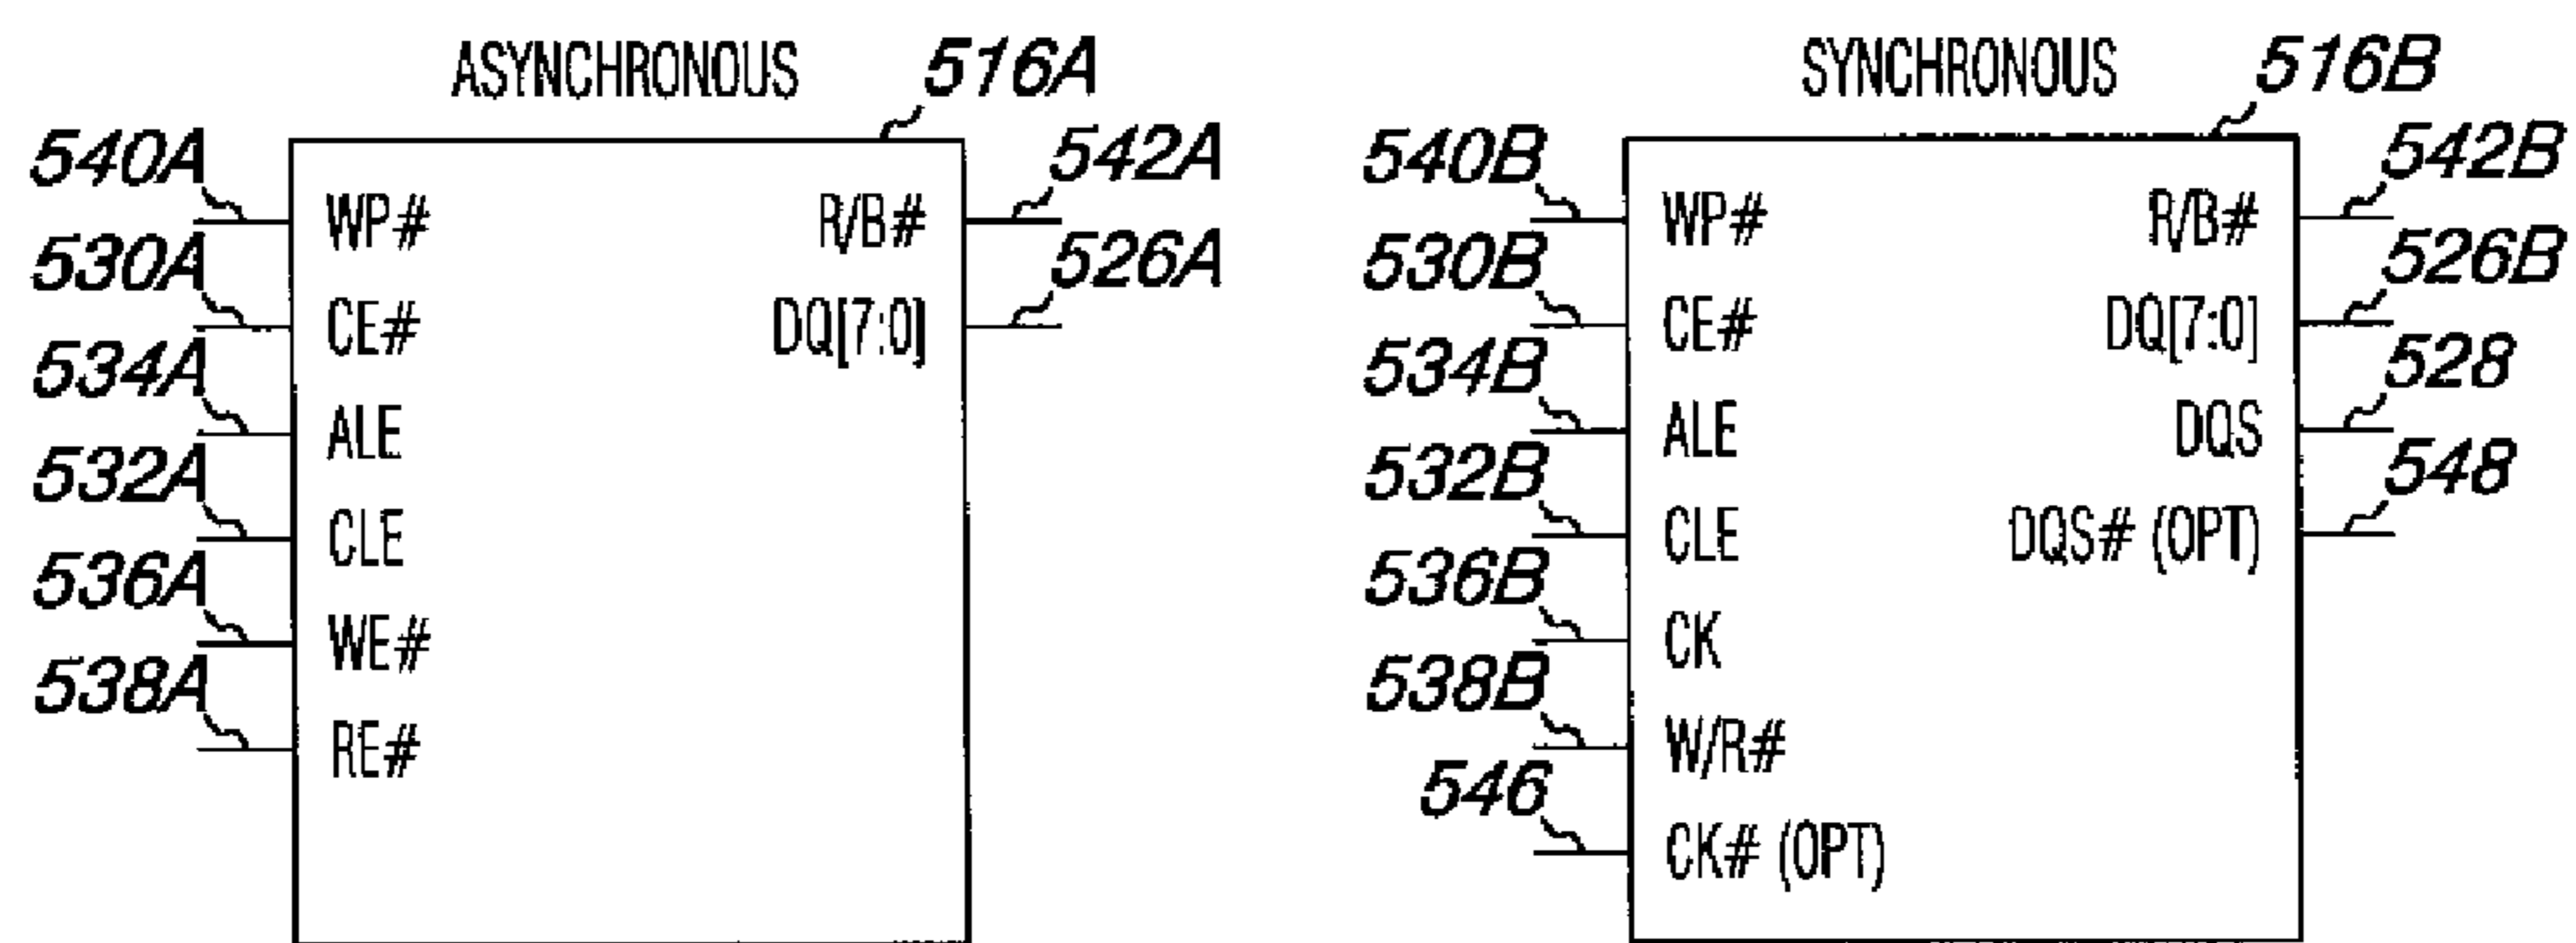 ASYNCHRONOUS 516A
540A WP# R/B# 542A
530A CE# DQ[7:0] 526A
534A ALE
532A CLE
536A WE#
538A RE#
SYNCHRONOUS 516B
540B WP# R/B# 542B
530B CE# DQ[7:0] 526B
534B ALE DQS 528
532B CLE DQS# (OPT) 548
536B CK
538B W/R#
546 CK# (OPT)